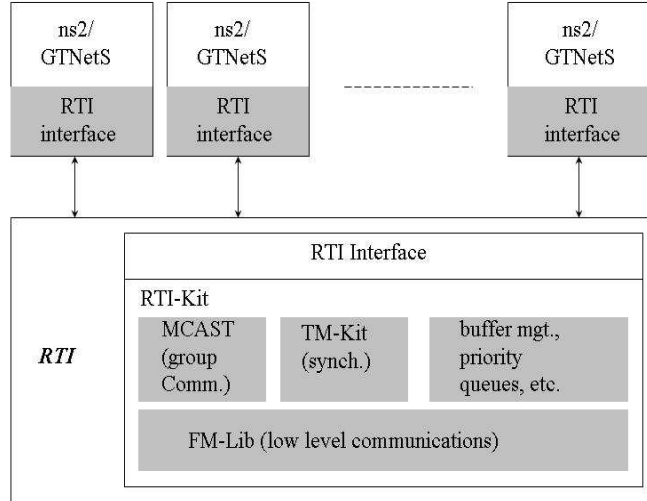 ns2/
GTNetS
RTI
interface
ns2/
GTNetS
RTI
interface
ns2/
GTNetS
RTI
interface
RTI
RTI Interface
RTI-Kit
MCAST
(group
Comm.)
TM-Kit
(synch.)
buffer mgt.,
priority
queues, etc.
FM-Lib (low level communications)